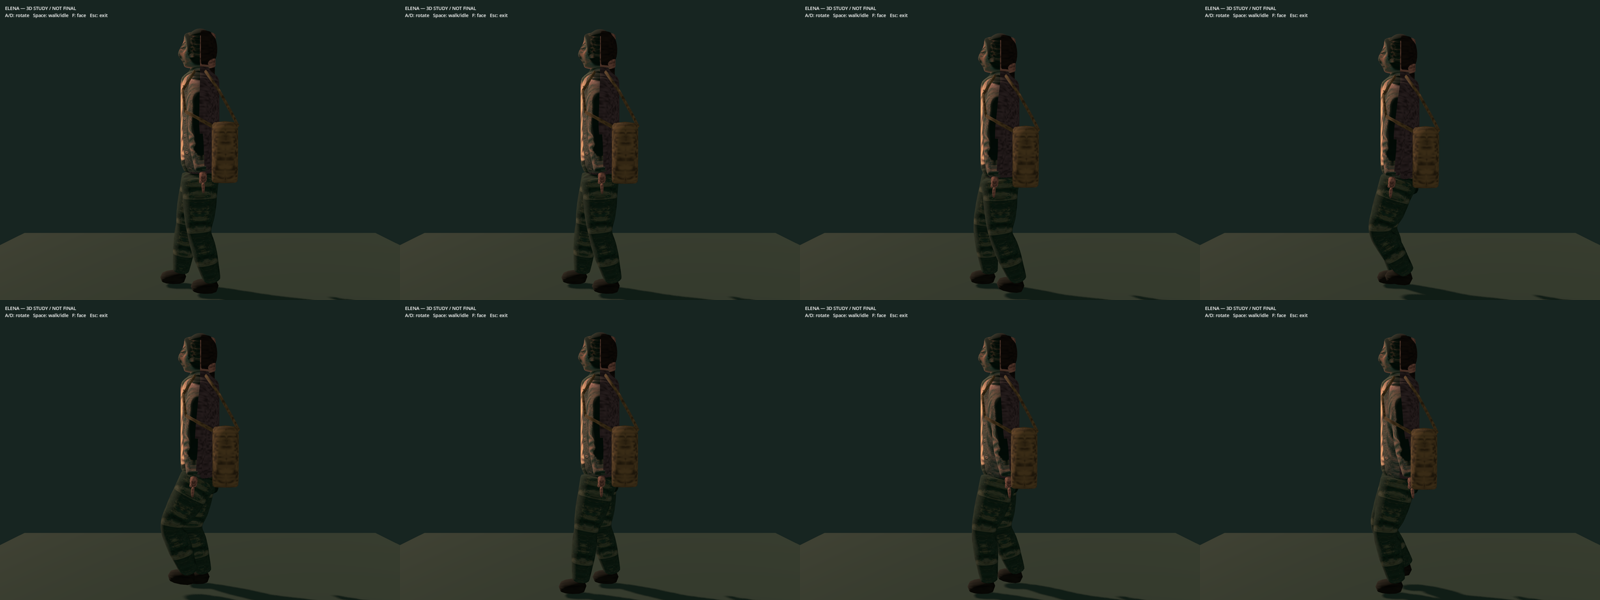 ELENA — 3D STUDY / NOT FINAL
A/D: rotate Space: walk/idle F: face Esc: exit
ELENA — 3D STUDY / NOT FINAL
A/D: rotate Space: walk/idle F: face Esc: exit
ELENA — 3D STUDY / NOT FINAL
A/D: rotate Space: walk/idle F: face Esc: exit
ELENA — 3D STUDY / NOT FINAL
A/D: rotate Space: walk/idle F: face Esc: exit
ELENA — 3D STUDY / NOT FINAL
A/D: rotate Space: walk/idle F: face Esc: exit
ELENA — 3D STUDY / NOT FINAL
A/D: rotate Space: walk/idle F: face Esc: exit
ELENA — 3D STUDY / NOT FINAL
A/D: rotate Space: walk/idle F: face Esc: exit
ELENA — 3D STUDY / NOT FINAL
A/D: rotate Space: walk/idle F: face Esc: exit